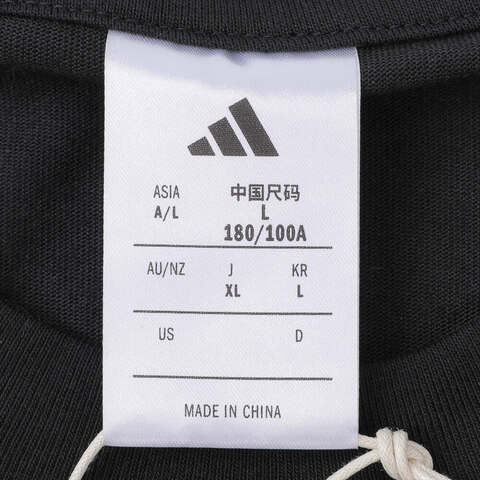 ASIA 中国尺码
A/L L
180/100A
AU/NZ J KR
XL L
US D
MADE IN CHINA